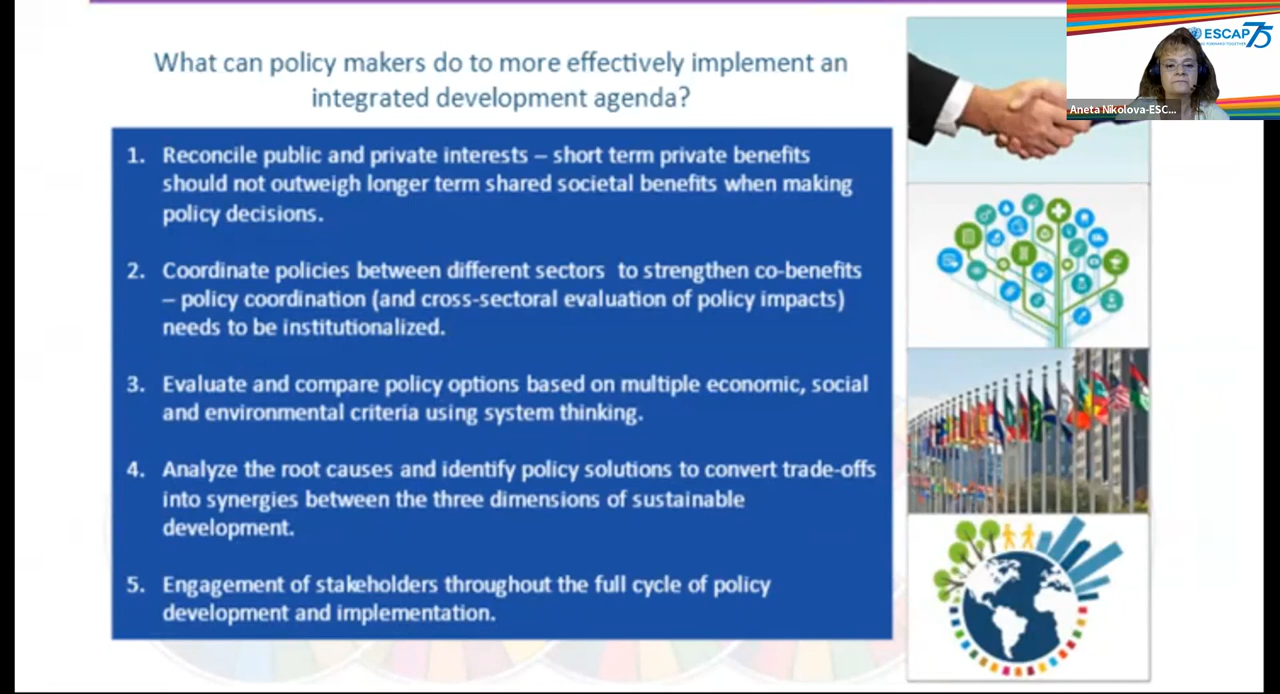 What can policy makers do to more effectively implement an
integrated development agenda?
1. Reconcile public and private interests – short term private benefits
should not outweigh longer term shared societal benefits when making
policy decisions.
2. Coordinate policies between different sectors to strengthen co-benefits
– policy coordination (and cross-sectoral evaluation of policy impacts)
needs to be institutionalized.
3. Evaluate and compare policy options based on multiple economic, social
and environmental criteria using system thinking.
4. Analyze the root causes and identify policy solutions to convert trade-offs
into synergies between the three dimensions of sustainable
development.
5. Engagement of stakeholders throughout the full cycle of policy
development and implementation.
ESCAP 75
FORWARD TOGETHER
Aneta Nikolova-ESC...